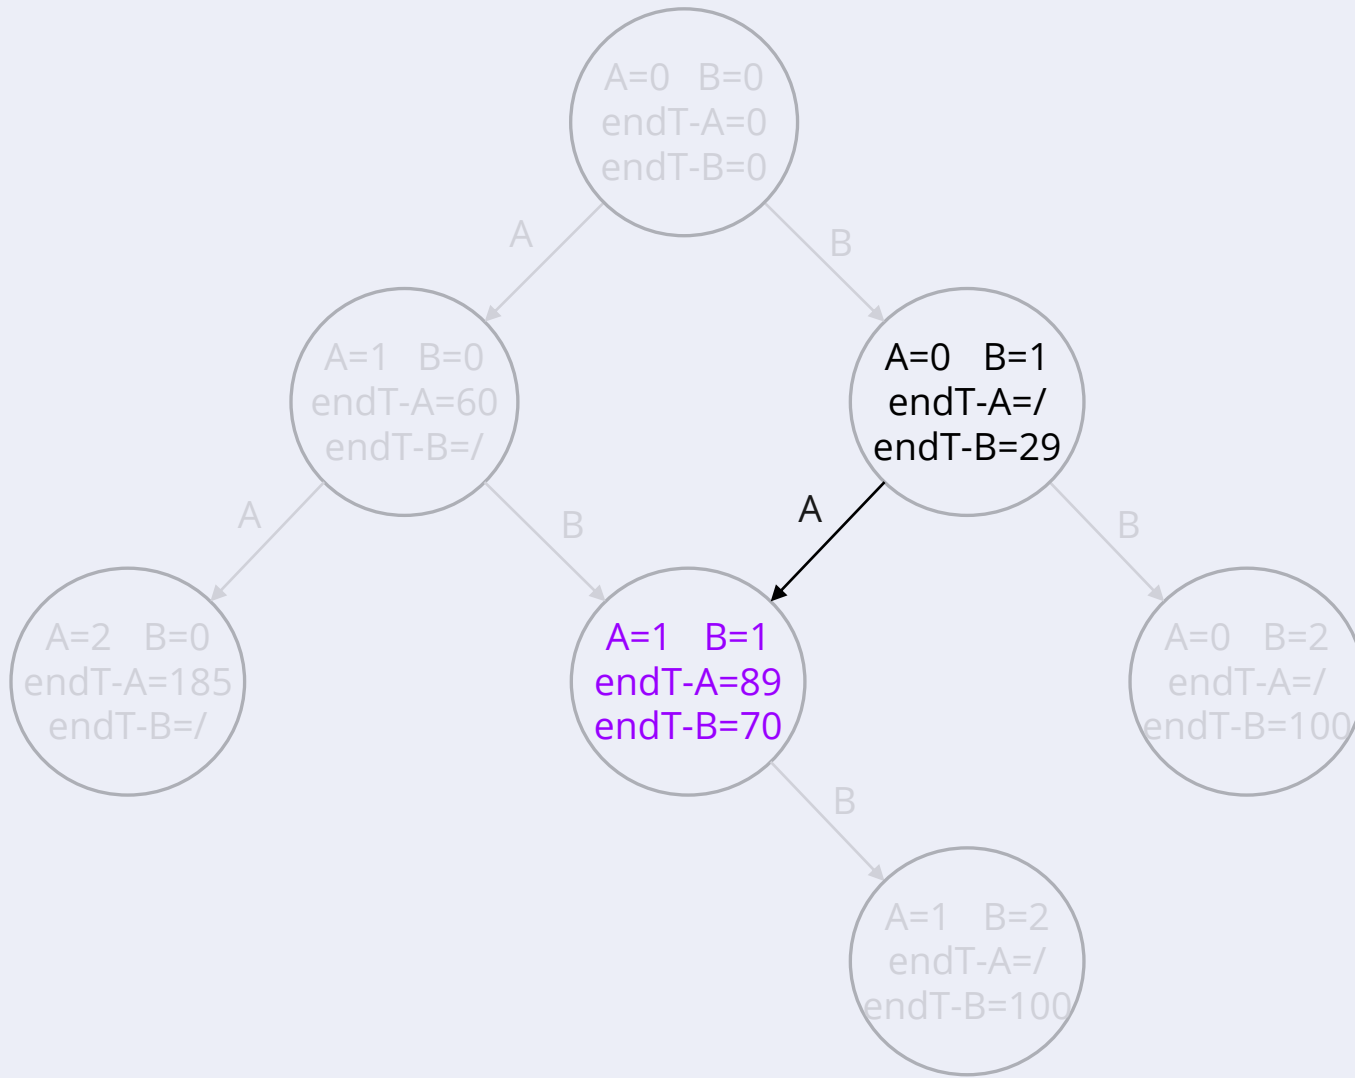 A=0 B=0
endT-A=0
endT-B=0
A
B
A=1 B=0
endT-A=60
endT-B=/
A=0 B=1
endT-A=/
endT-B=29
A
B
A
B
A=2 B=0
endT-A=185
endT-B=/
A=1 B=1
endT-A=89
endT-B=70
A=0 B=2
endT-A=/
endT-B=100
B
A=1 B=2
endT-A=/
endT-B=100